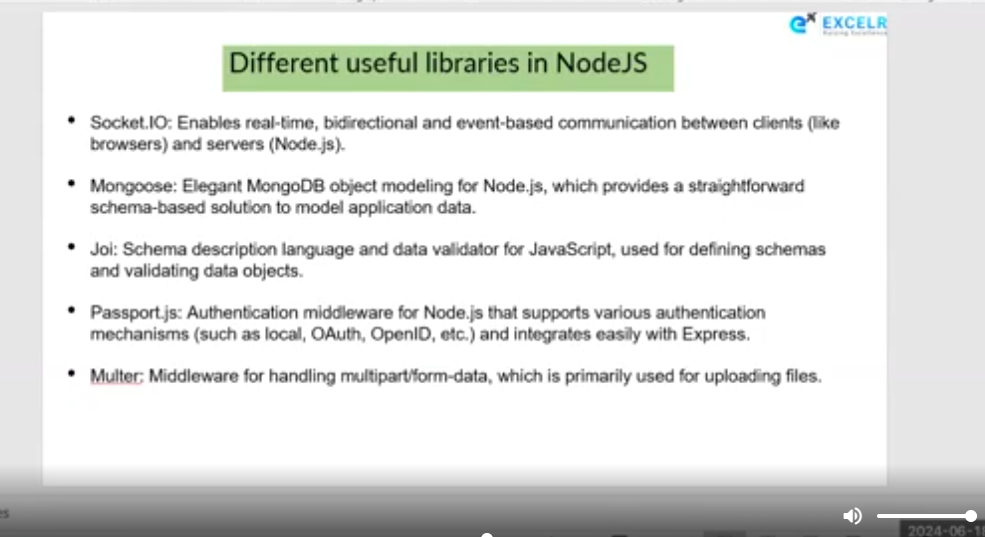 EXCELR
Raising Excellence
Different useful libraries in NodeJS
• Socket.IO: Enables real-time, bidirectional and event-based communication between clients (like
browsers) and servers (Node.js).
• Mongoose: Elegant MongoDB object modeling for Node.js, which provides a straightforward
schema-based solution to model application data.
• Joi: Schema description language and data validator for JavaScript, used for defining schemas
and validating data objects.
• Passport.js: Authentication middleware for Node.js that supports various authentication
mechanisms (such as local, OAuth, OpenID, etc.) and integrates easily with Express.
• Multer: Middleware for handling multipart/form-data, which is primarily used for uploading files.